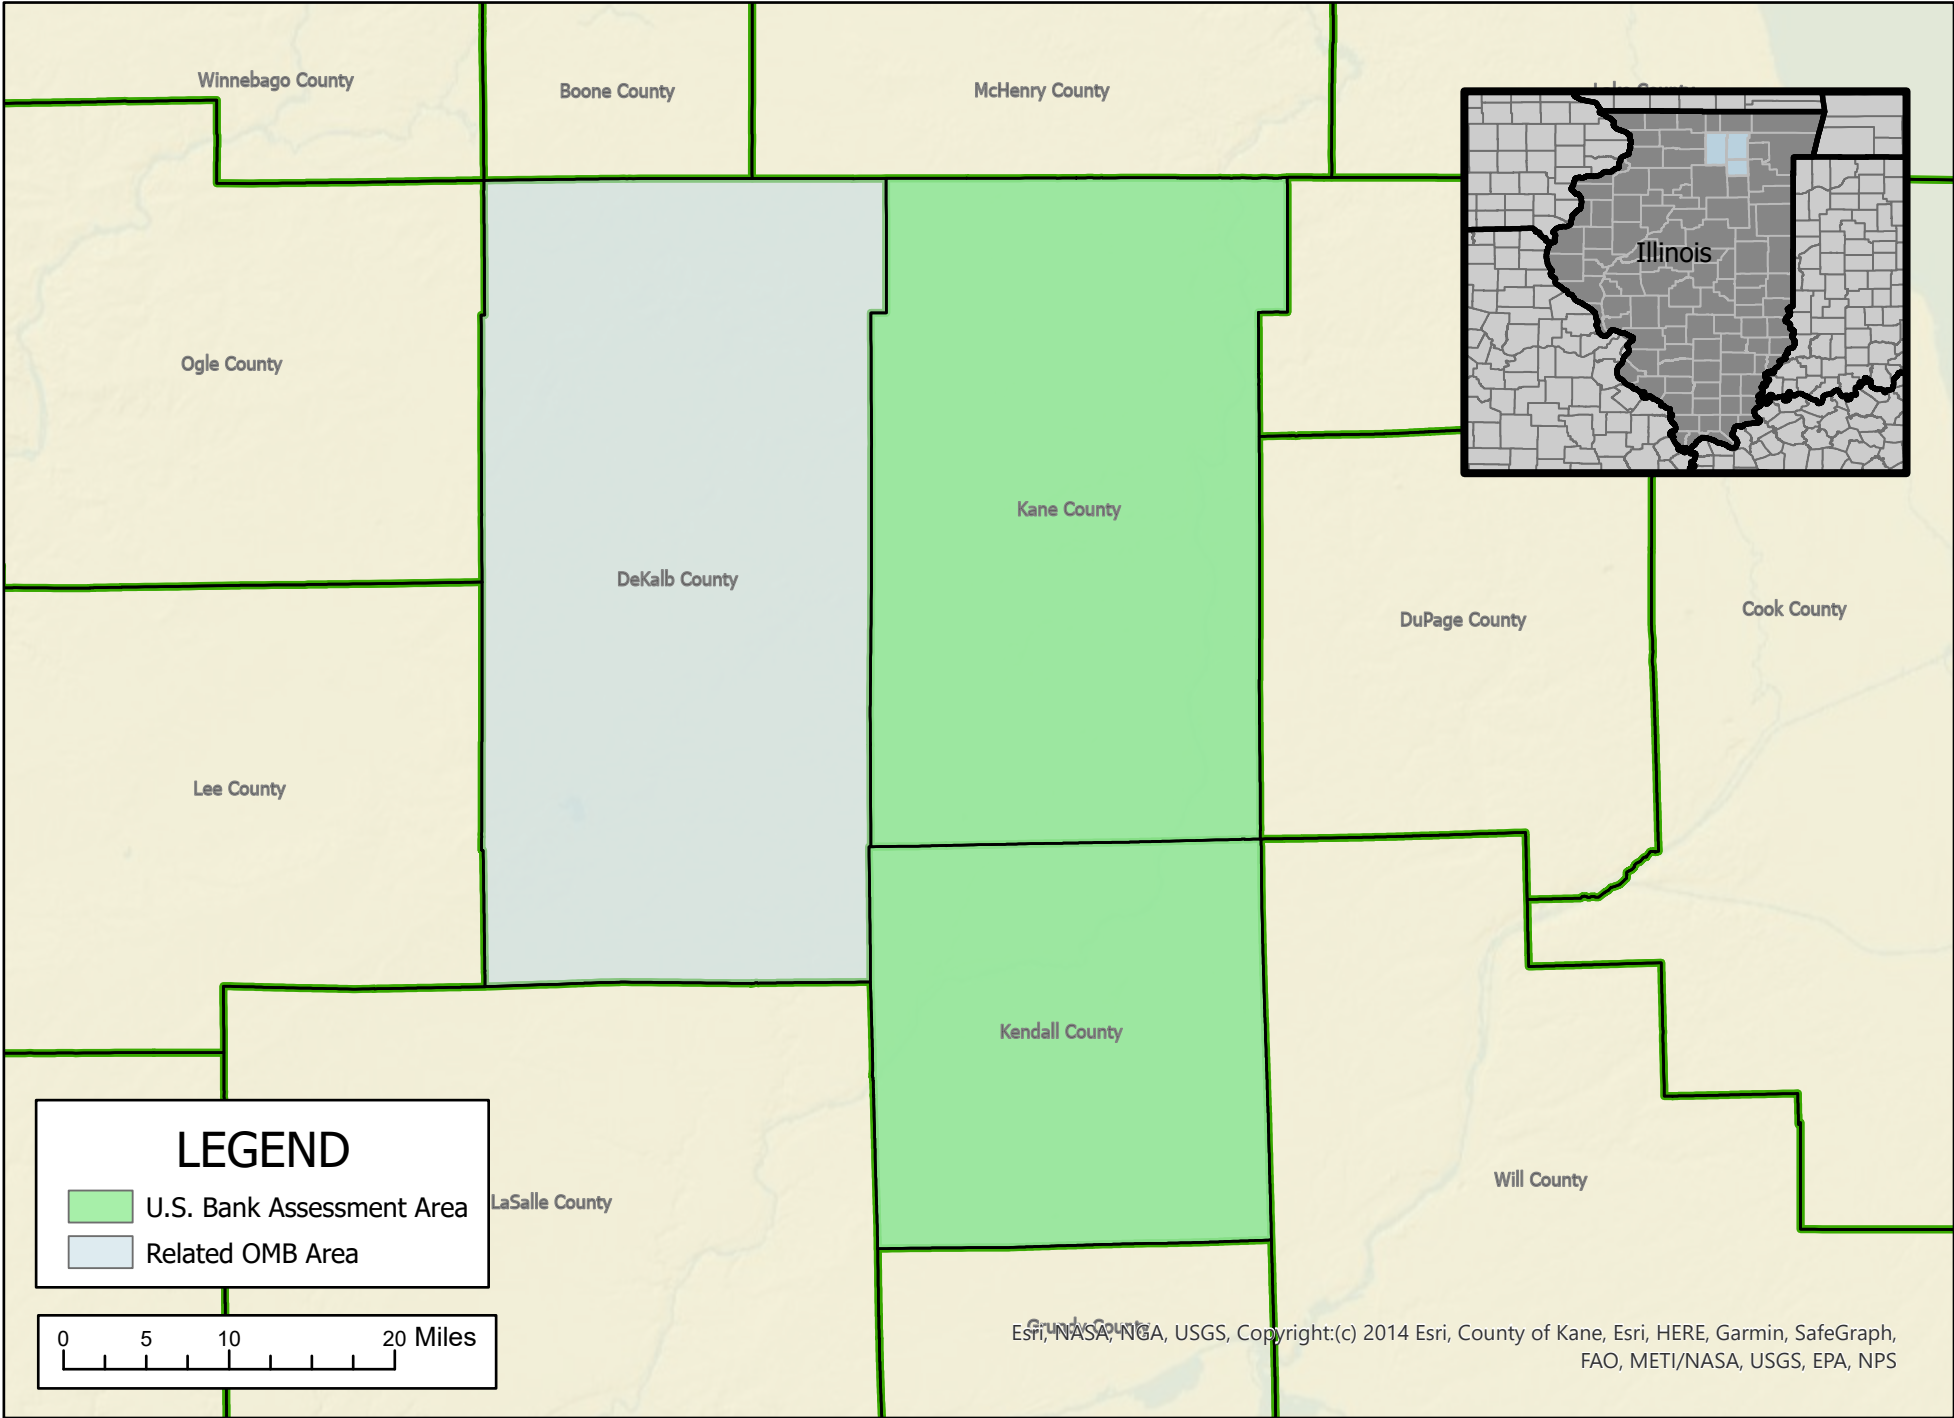 Winnebago County
Boone County
McHenry County
Illinois
Ogle County
Kane County
DeKalb County
DuPage County
Cook County
Lee County
Kendall County
Will County
LaSalle County
LEGEND
U.S. Bank Assessment Area
Related OMB Area
0 5 10 20 Miles
Grundy County
Esri, NASA, NGA, USGS, Copyright:(c) 2014 Esri, County of Kane, Esri, HERE, Garmin, SafeGraph,
FAO, METI/NASA, USGS, EPA, NPS